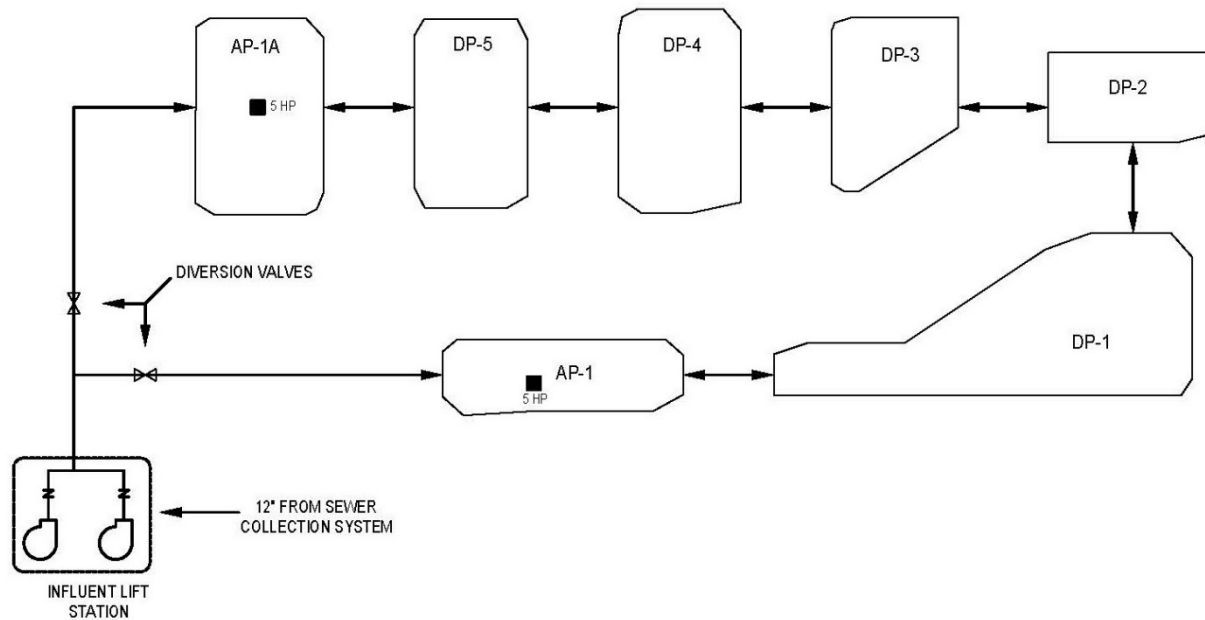 AP-1A
5 HP
DP-5
DP-4
DP-3
DP-2
DIVERSION VALVES
AP-1
5 HP
DP-1
12" FROM SEWER
COLLECTION SYSTEM
INFLUENT LIFT
STATION